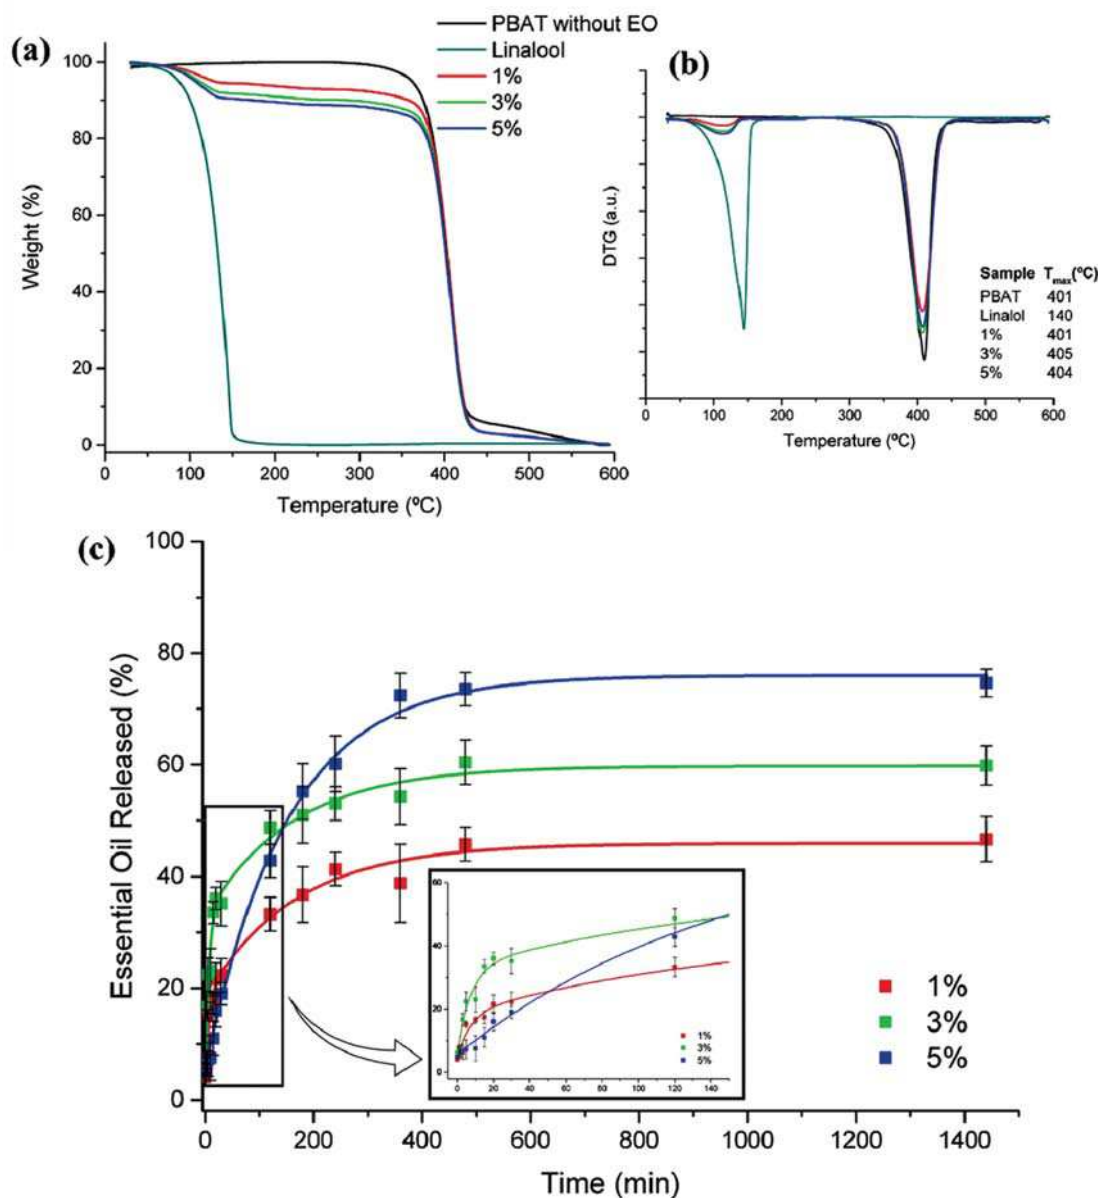 (a)
PBAT without EO
Linalool
1%
3%
5%
100
80
60
40
20
0
Weight (%)
0 100 200 300 400 500 600
Temperature (ºC)
(b)
DTG (a.u.)
Sample Tmax(ºC)
PBAT 401
Linalol 140
1% 401
3% 405
5% 404
0 100 200 300 400 500 600
Temperature (ºC)
(c)
100
80
60
40
20
0
Essential Oil Released (%)
60
40
20
0
1%
3%
5%
0 20 40 60 80 100 120 140
1%
3%
5%
0 200 400 600 800 1000 1200 1400
Time (min)